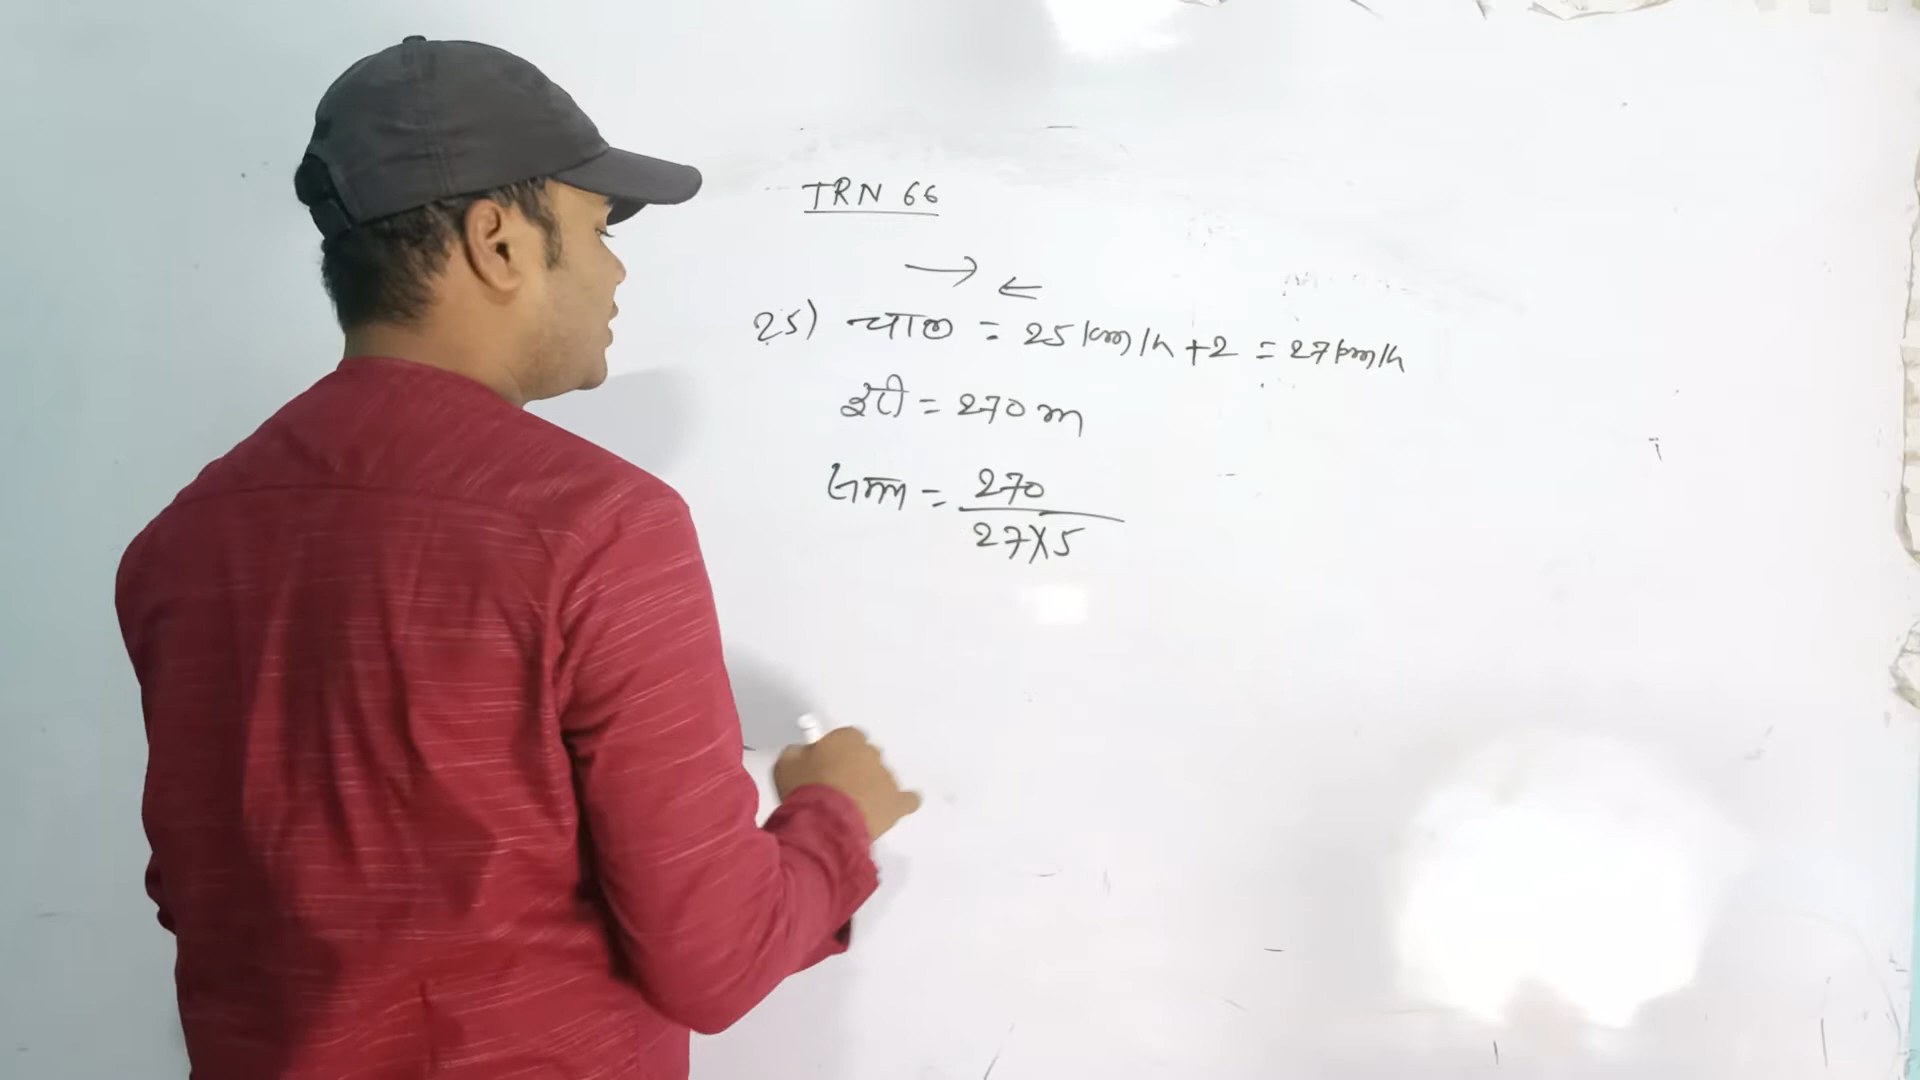 TRN 66
→ ←
25) चाल = 25 km/h + 2 = 27 km/h
दूरी = 270 m
समय = 270
27×5